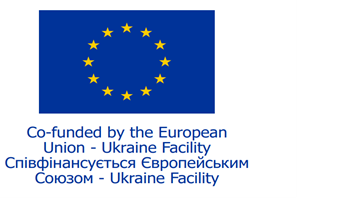 Co-funded by the European
Union - Ukraine Facility
Співфінансується Європейським
Союзом - Ukraine Facility